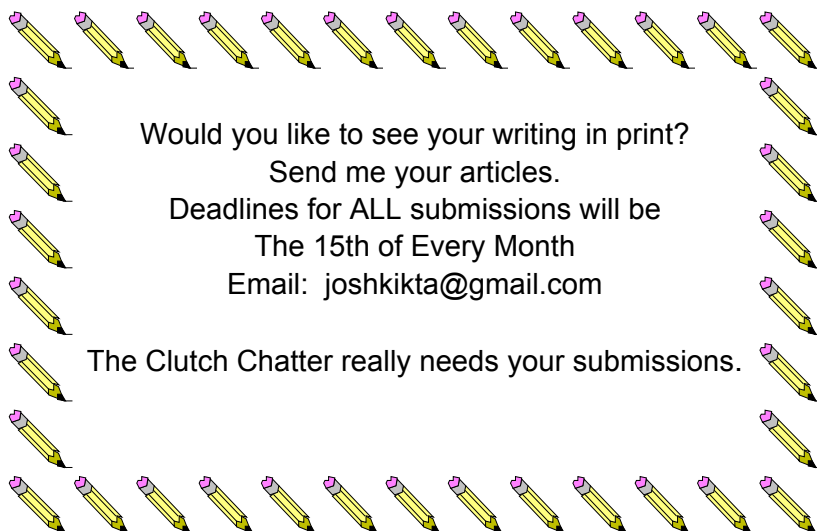 Would you like to see your writing in print?
Send me your articles.
Deadlines for ALL submissions will be
The 15th of Every Month
Email:  joshkikta@gmail.com
The Clutch Chatter really needs your submissions.